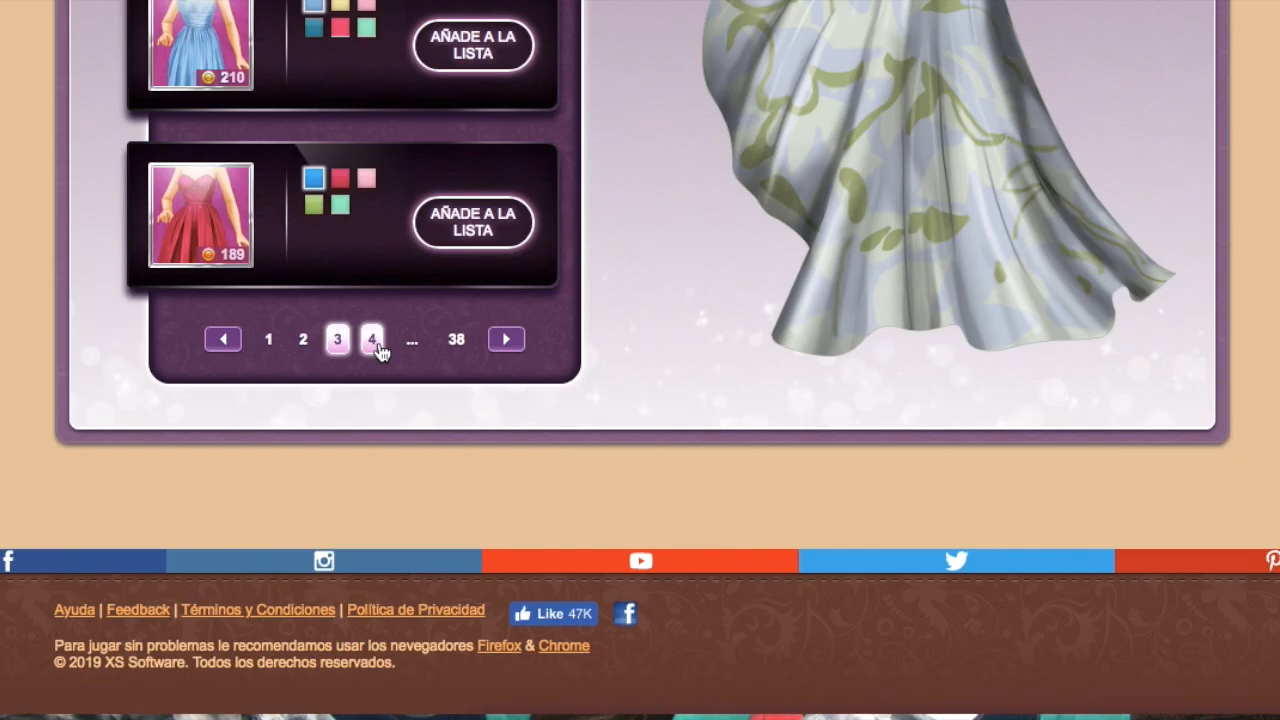 AÑADE A LA
LISTA
210
AÑADE A LA
LISTA
189
1 2 3 4 ... 38
Ayuda | Feedback | Términos y Condiciones | Política de Privacidad
Like 47K
Para jugar sin problemas le recomendamos usar los nevegadores Firefox & Chrome
© 2019 XS Software. Todos los derechos reservados.